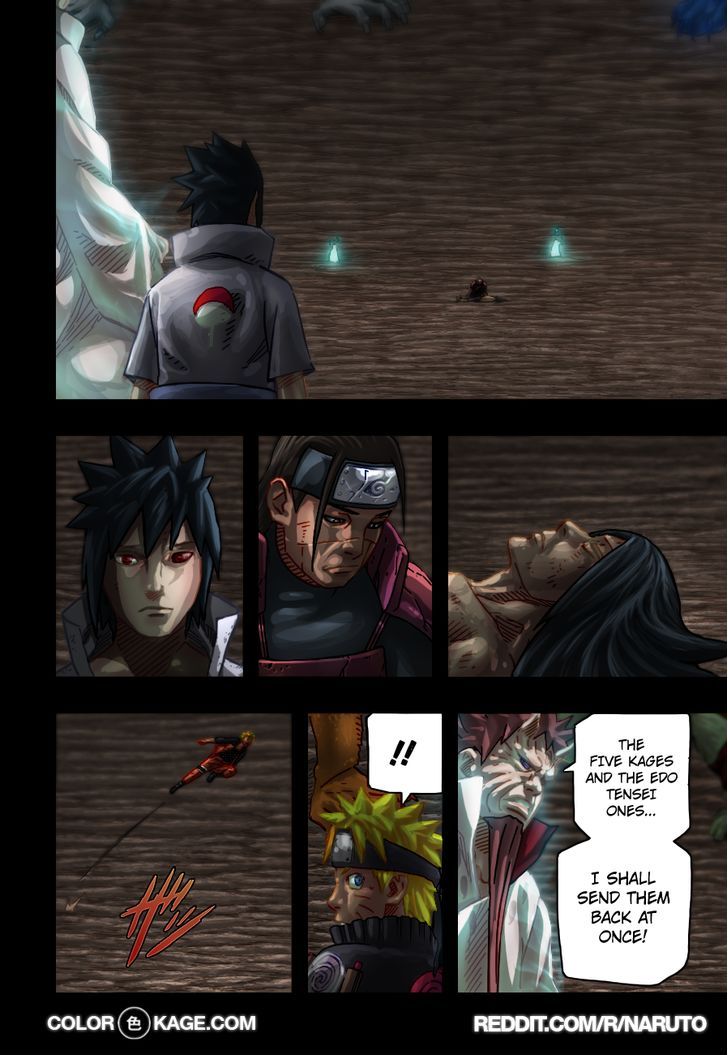 !!
THE
FIVE KAGES
AND THE EDO
TENSEI
ONES...
I SHALL
SEND THEM
BACK AT
ONCE!
COLOR 色 KAGE.COM
REDDIT.COM/R/NARUTO